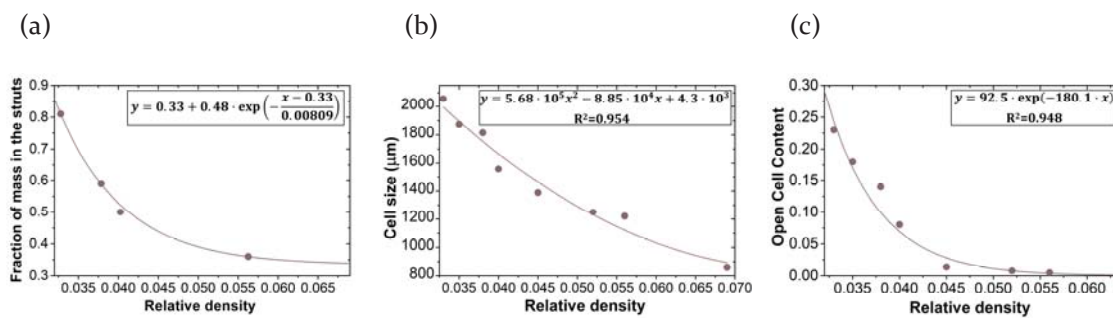 (a)
(b)
(c)
Fraction of mass in the struts
0.9
0.8
0.7
0.6
0.5
0.4
0.3
y = 0.33 + 0.48 · exp(− (x − 0.33) / 0.00809)
0.035 0.040 0.045 0.050 0.055 0.060 0.065
Relative density
Cell size (μm)
2000
1800
1600
1400
1200
1000
800
y = 5.68 · 10⁵x² − 8.85 · 10⁴x + 4.3 · 10³
R²=0.954
0.035 0.040 0.045 0.050 0.055 0.060 0.065 0.070
Relative density
Open Cell Content
0.30
0.25
0.20
0.15
0.10
0.05
0.00
y = 92.5 · exp(−180.1 · x)
R²=0.948
0.035 0.040 0.045 0.050 0.055 0.060
Relative density